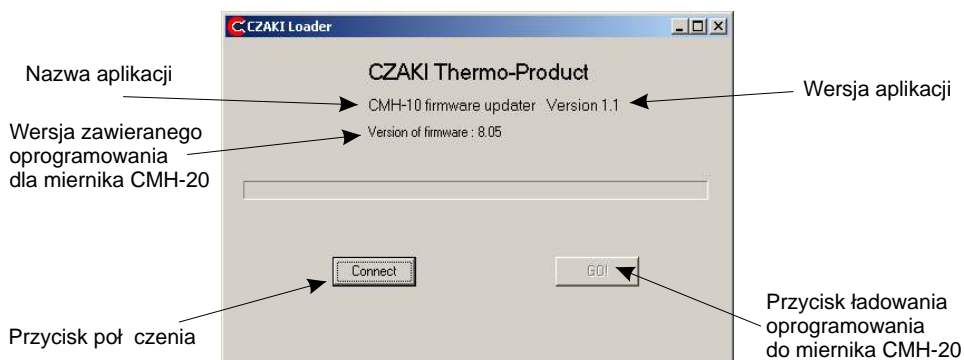 CZAKI Loader
CZAKI Thermo-Product
Nazwa aplikacji
CMH-10 firmware updater Version 1.1
Wersja aplikacji
Wersja zawieranego
oprogramowania
dla miernika CMH-20
Version of firmware : 8.05
Connect
GO!
Przycisk poł czenia
Przycisk ładowania
oprogramowania
do miernika CMH-20